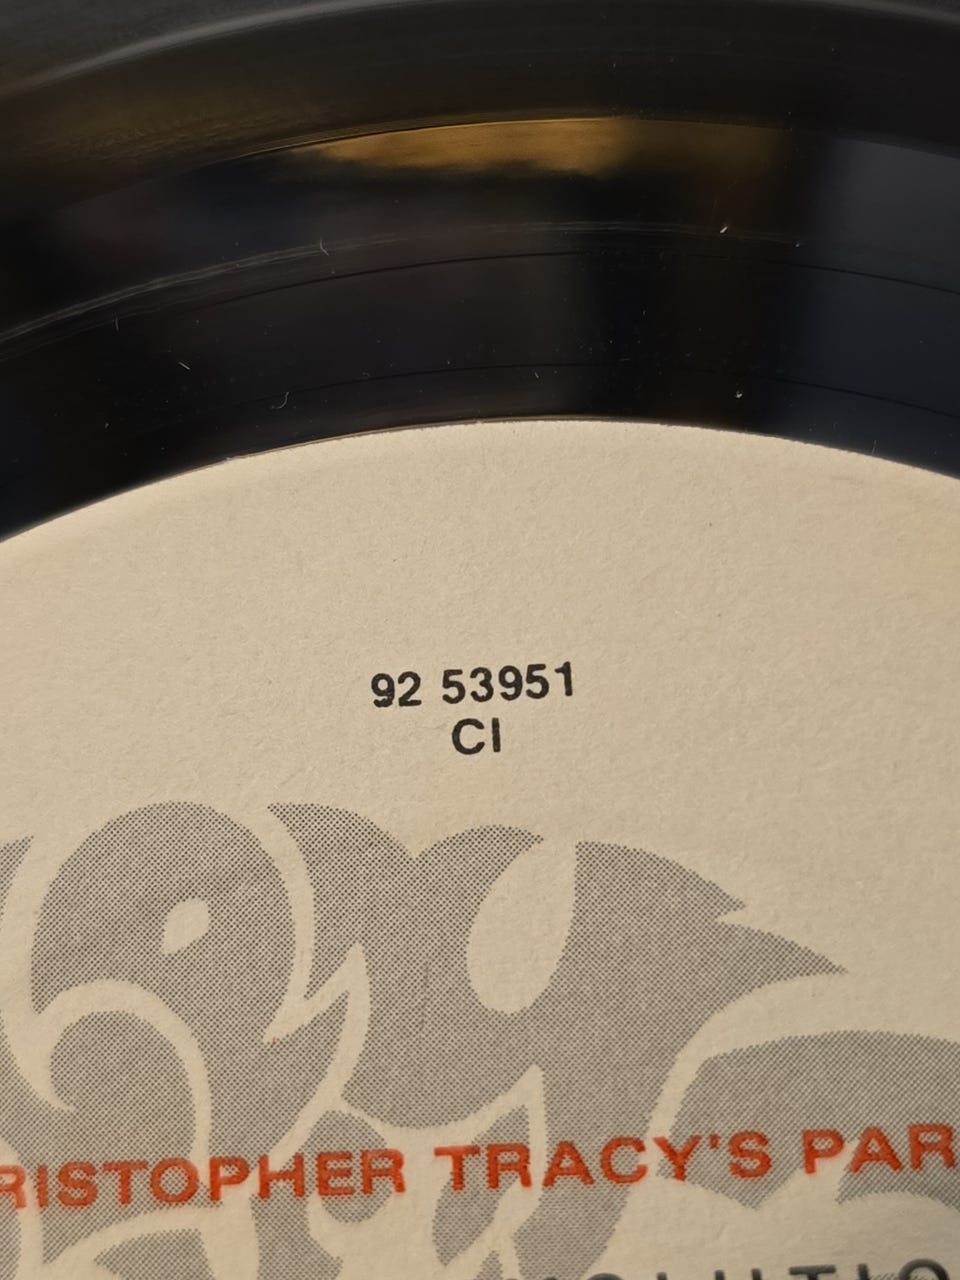 92 53951
CI
RISTOPHER TRACY'S PAR